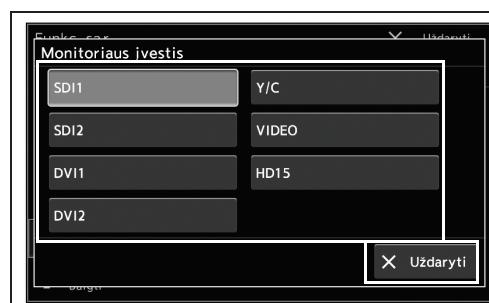 Monitoriaus įvestis
SDI1
Y/C
SDI2
VIDEO
DVI1
HD15
DVI2
Uždaryti